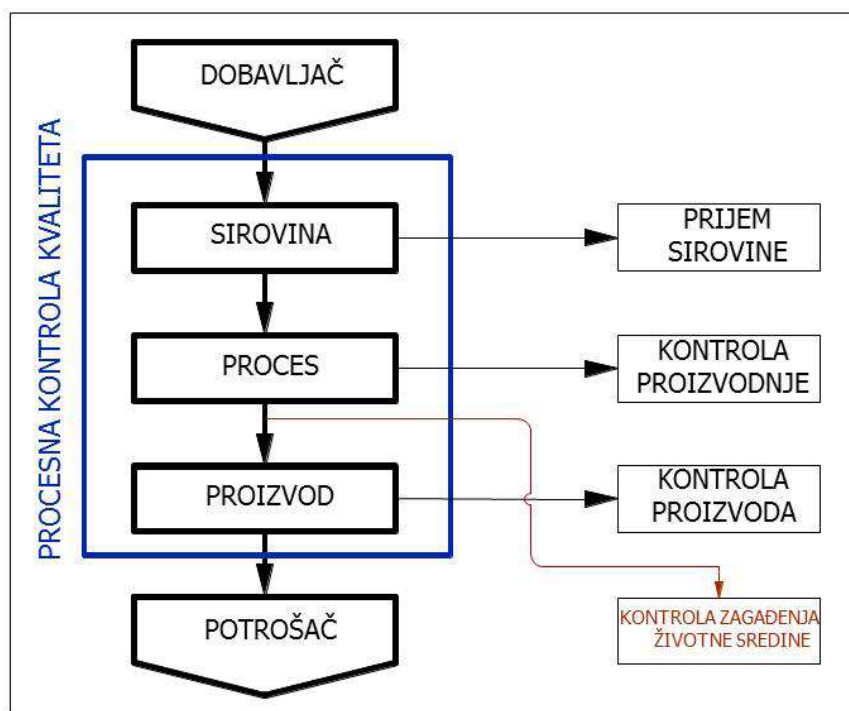 DOBAVLJAČ
PROCESNA KONTROLA KVALITETA
SIROVINA
PRIJEM
SIROVINE
PROCES
KONTROLA
PROIZVODNJE
PROIZVOD
KONTROLA
PROIZVODA
POTROŠAČ
KONTROLA ZAGAĐENJA
ŽIVOTNE SREDINE